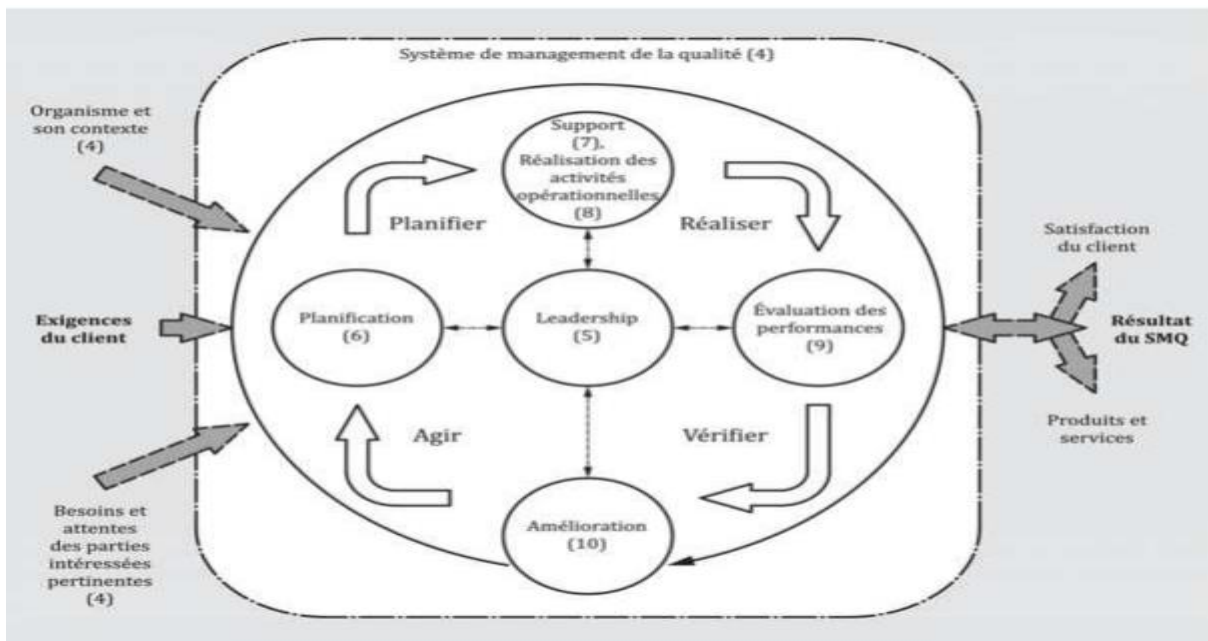 Système de management de la qualité (4)
Organisme et
son contexte
(4)
Support
(7),
Réalisation des
activités
opérationnelles
(8)
Planifier
Réaliser
Satisfaction
du client
Exigences
du client
Planification
(6)
Leadership
(5)
Évaluation des
performances
(9)
Résultat
du SMQ
Agir
Vérifier
Produits et
services
Besoins et
attentes
des parties
intéressées
pertinentes
(4)
Amélioration
(10)